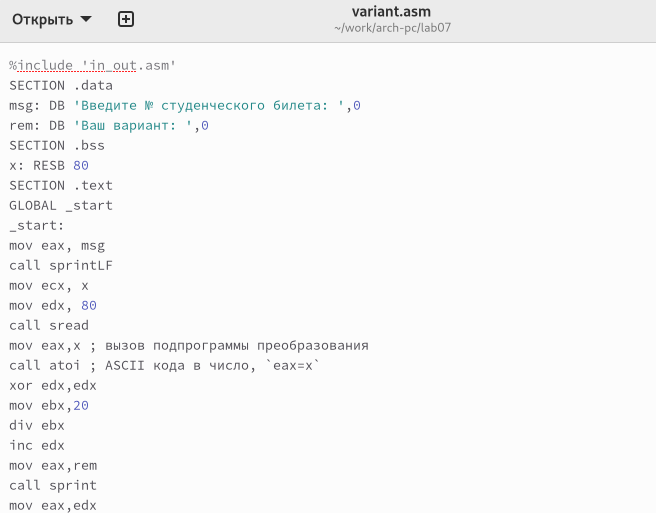 Открыть
variant.asm
~/work/arch-pc/lab07
%include 'in_out.asm'
SECTION .data
msg: DB 'Введите № студенческого билета: ',0
rem: DB 'Ваш вариант: ',0
SECTION .bss
x: RESB 80
SECTION .text
GLOBAL _start
_start:
mov eax, msg
call sprintLF
mov ecx, x
mov edx, 80
call sread
mov eax,x ; вызов подпрограммы преобразования
call atoi ; ASCII кода в число, `eax=x`
xor edx,edx
mov ebx,20
div ebx
inc edx
mov eax,rem
call sprint
mov eax,edx